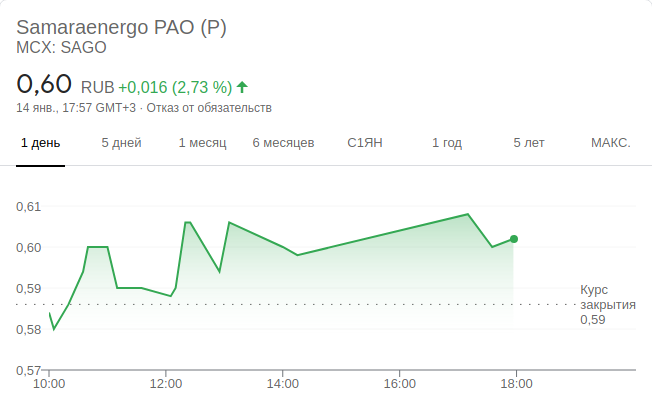 Samaraenergo PAO (P)
MCX: SAGO
0,60 RUB +0,016 (2,73 %)
14 янв., 17:57 GMT+3 · Отказ от обязательств
1 день 5 дней 1 месяц 6 месяцев С1ЯН 1 год 5 лет МАКС.
0,61
0,60
0,59
0,58
0,57
Курс
закрытия
0,59
10:00 12:00 14:00 16:00 18:00